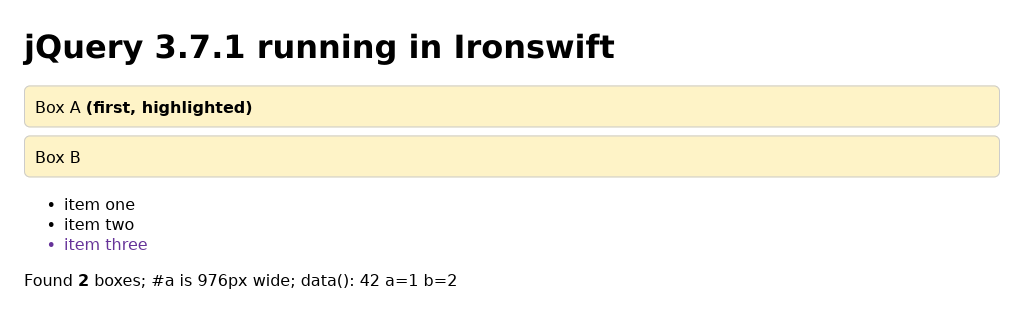 jQuery 3.7.1 running in Ironswift
Box A (first, highlighted)
Box B
• item one
• item two
• item three
Found 2 boxes; #a is 976px wide; data(): 42 a=1 b=2